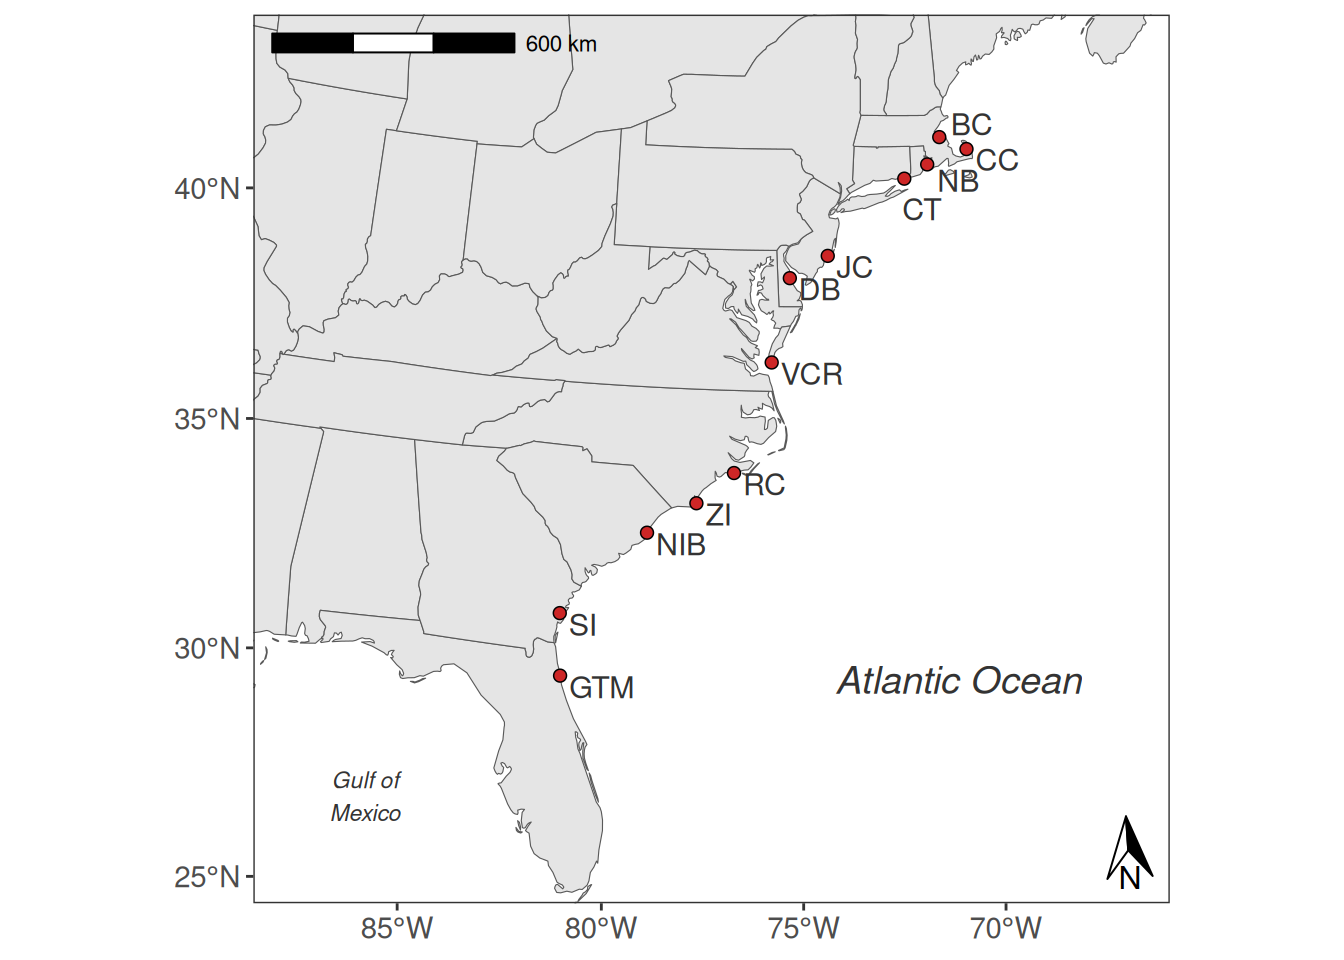 600 km
BC
CC
NB
CT
40°N
JC
DB
VCR
35°N
RC
ZI
NIB
SI
30°N
GTM
Atlantic Ocean
Gulf of
Mexico
N
25°N
85°W
80°W
75°W
70°W